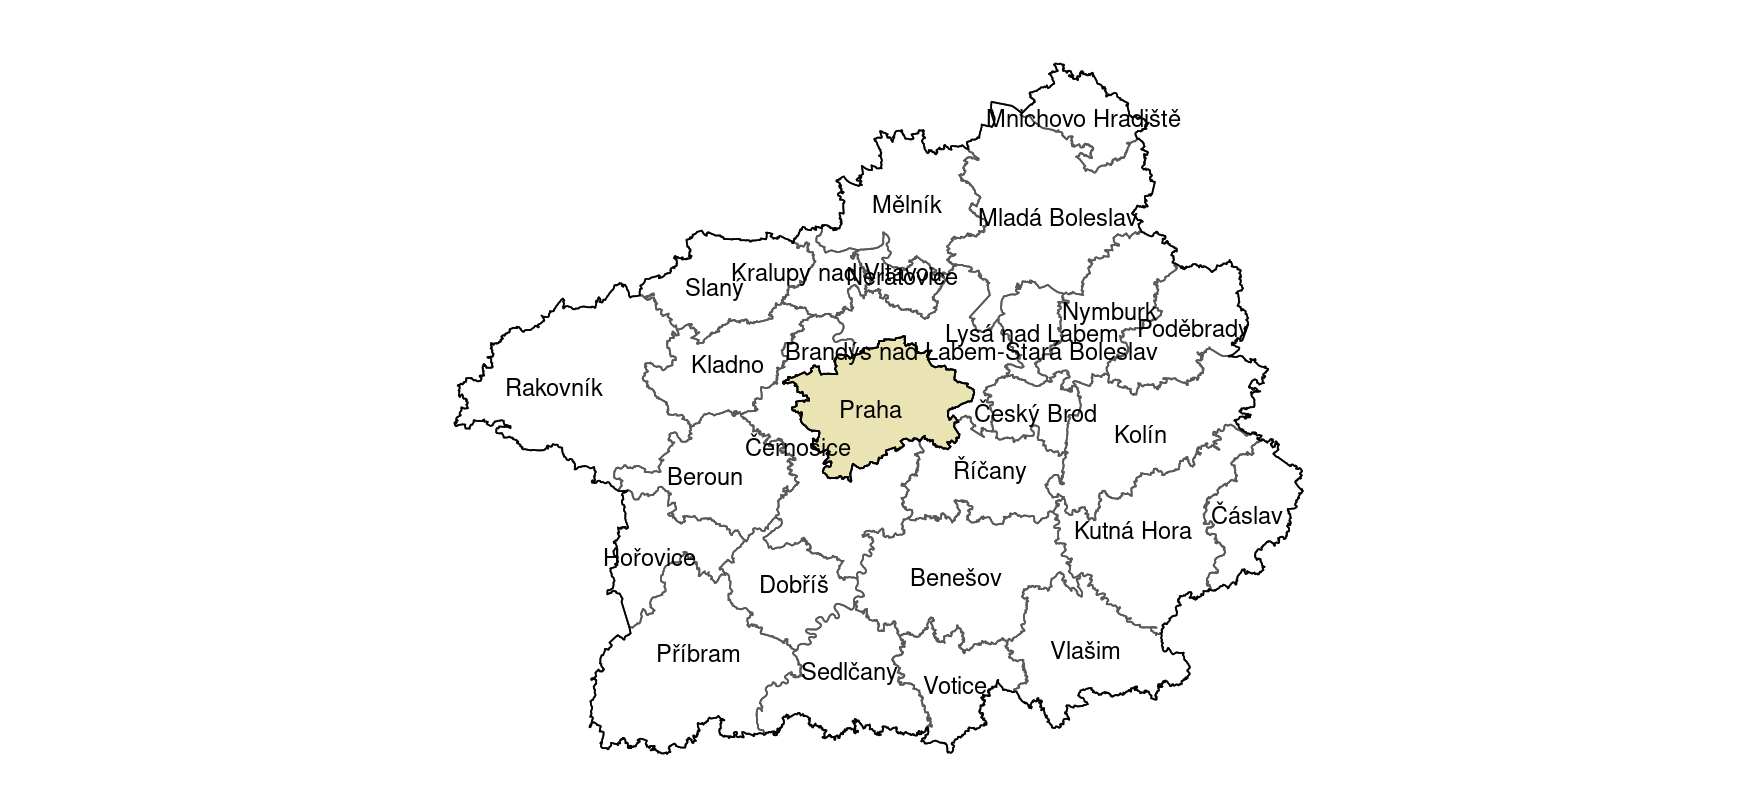 Mnichovo Hradiště
Mělník
Mladá Boleslav
Kralupy nad Vltavou
Neratovice
Slaný
Nymburk
Poděbrady
Lysá nad Labem
Brandýs nad Labem-Stará Boleslav
Kladno
Rakovník
Praha
Český Brod
Kolín
Černošice
Říčany
Beroun
Čáslav
Kutná Hora
Hořovice
Benešov
Dobříš
Vlašim
Příbram
Sedlčany
Votice